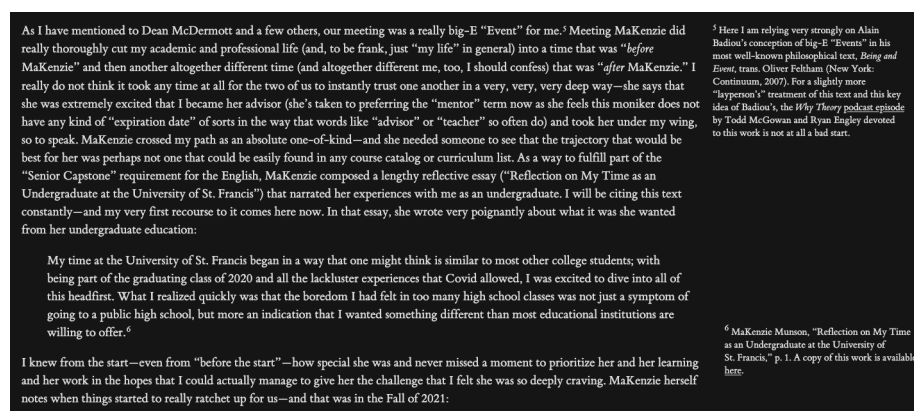 As I have mentioned to Dean McDermott and a few others, our meeting was a really big-E “Event” for me.⁵ Meeting MaKenzie did
really thoroughly cut my academic and professional life (and, to be frank, just “my life” in general) into a time that was “before
MaKenzie” and then another altogether different time (and altogether different me, too, I should confess) that was “after MaKenzie.” I
really do not think it took any time at all for the two of us to instantly trust one another in a very, very, very deep way—she says that
she was extremely excited that I became her advisor (she’s taken to preferring the “mentor” term now as she feels this moniker does not
have any kind of “expiration date” of sorts in the way that words like “advisor” or “teacher” so often do) and took her under my wing,
so to speak. MaKenzie crossed my path as an absolute one-of-kind—and she needed someone to see that the trajectory that would be
best for her was perhaps not one that could be easily found in any course catalog or curriculum list. As a way to fulfill part of the
“Senior Capstone” requirement for the English, MaKenzie composed a lengthy reflective essay (“Reflection on My Time as an
Undergraduate at the University of St. Francis”) that narrated her experiences with me as an undergraduate. I will be citing this text
constantly—and my very first recourse to it comes here now. In that essay, she wrote very poignantly about what it was she wanted
from her undergraduate education:
My time at the University of St. Francis began in a way that one might think is similar to most other college students; with
being part of the graduating class of 2020 and all the lackluster experiences that Covid allowed, I was excited to dive into all of
this headfirst. What I realized quickly was that the boredom I had felt in too many high school classes was not just a symptom of
going to a public high school, but more an indication that I wanted something different than most educational institutions are
willing to offer.⁶
I knew from the start—even from “before the start”—how special she was and never missed a moment to prioritize her and her learning
and her work in the hopes that I could actually manage to give her the challenge that I felt she was so deeply craving. MaKenzie herself
notes when things started to really ratchet up for us—and that was in the Fall of 2021:
⁵ Here I am relying very strongly on Alain
Badiou’s conception of big-E “Events” in his
most well-known philosophical text, Being and
Event, trans. Oliver Feltham (New York:
Continuum, 2007). For a slightly more
“layperson’s” treatment of this text and this key
idea of Badiou’s, the Why Theory podcast episode
by Todd McGowan and Ryan Engley devoted
to this work is not at all a bad start.
⁶ MaKenzie Munson, “Reflection on My Time
as an Undergraduate at the University of
St. Francis,” p. 1. A copy of this work is available
here.